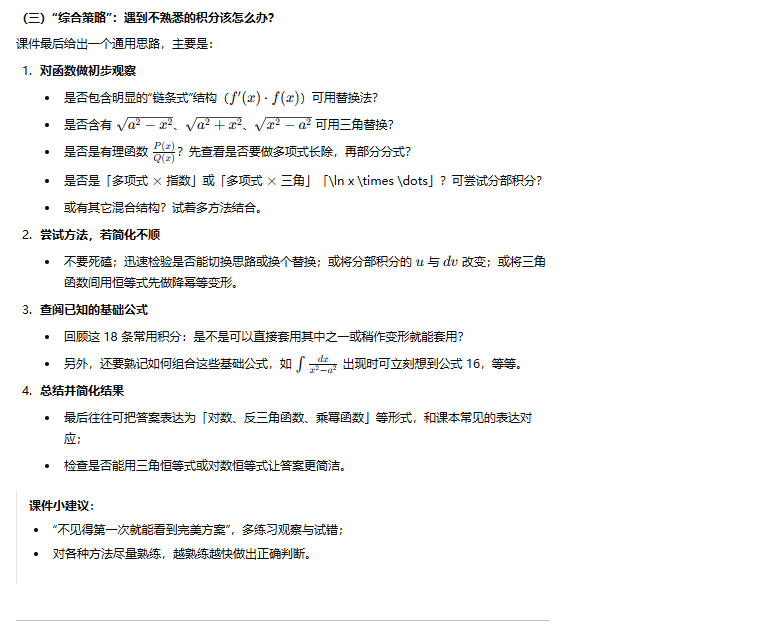 (三) “综合策略”：遇到不熟悉的积分该怎么办？
课件最后给出一个通用思路，主要是：
1. 对函数做初步观察
• 是否包含明显的“链条式”结构（f′(x) · f(x)）可用替换法？
• 是否含有 √(a² − x²)、√(a² + x²)、√(x² − a²) 可用三角替换？
• 是否是有理函数 P(x)/Q(x)？先查看是否要做多项式长除，再部分分式？
• 是否是「多项式 × 指数」或「多项式 × 三角」「\ln x \times \dots」？可尝试分部积分？
• 或有其它混合结构？试着多方法结合。
2. 尝试方法，若简化不顺
• 不要死磕；迅速检验是否能切换思路或换个替换；或将分部积分的 u 与 dv 改变；或将三角
函数间用恒等式先做降幂等变形。
3. 查阅已知的基础公式
• 回顾这 18 条常用积分：是不是可以直接套用其中之一或稍作变形就能套用？
• 另外，还要熟记如何组合这些基础公式，如 ∫ dx/(x²−a²) 出现时可立刻想到公式 16，等等。
4. 总结并简化结果
• 最后往往可把答案表达为「对数、反三角函数、乘幂函数」等形式，和课本常见的表达对
应；
• 检查是否能用三角恒等式或对数恒等式让答案更简洁。
课件小建议：
• “不见得第一次就能看到完美方案”，多练习观察与试错；
• 对各种方法尽量熟练，越熟练越快做出正确判断。